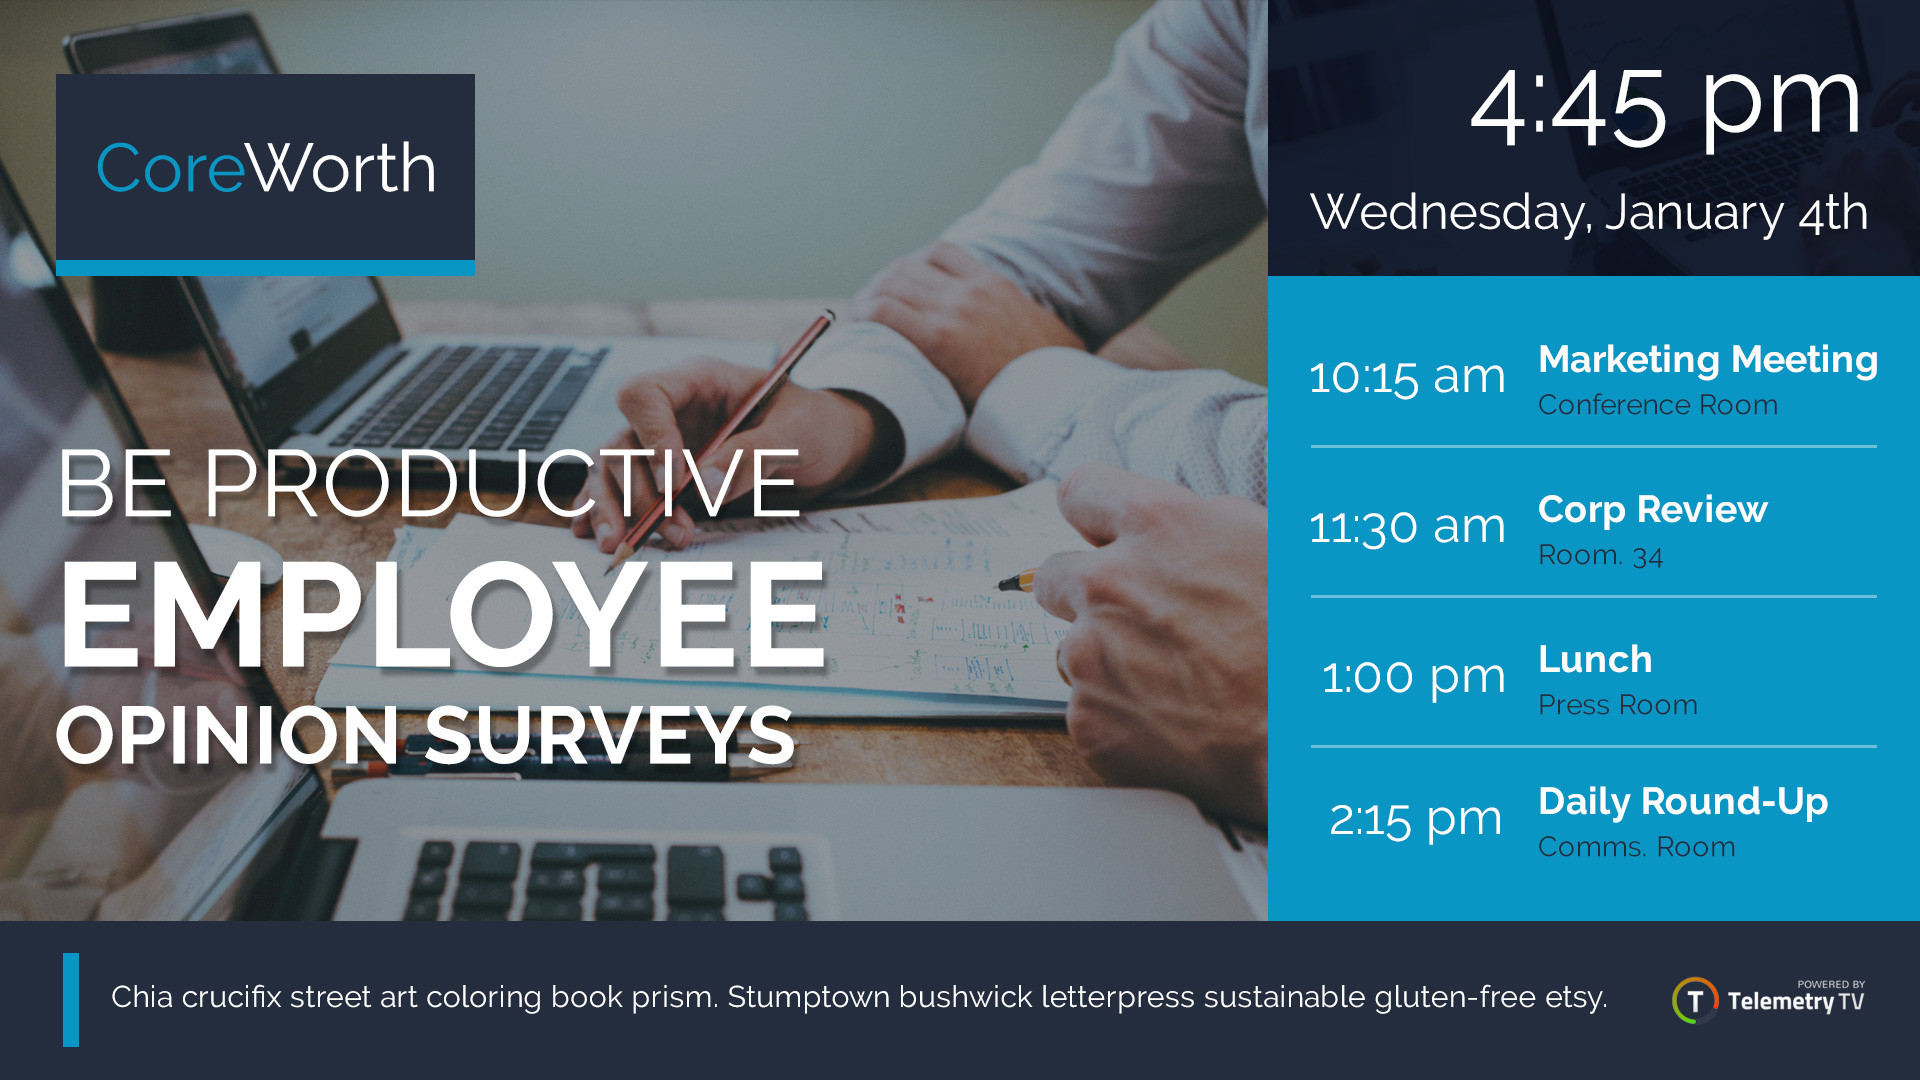 CoreWorth
BE PRODUCTIVE
EMPLOYEE
OPINION SURVEYS
4:45 pm
Wednesday, January 4th
10:15 am
Marketing Meeting
Conference Room
11:30 am
Corp Review
Room. 34
1:00 pm
Lunch
Press Room
2:15 pm
Daily Round-Up
Comms. Room
Chia crucifix street art coloring book prism. Stumptown bushwick letterpress sustainable gluten-free etsy.
POWERED BY
T TelemetryTV